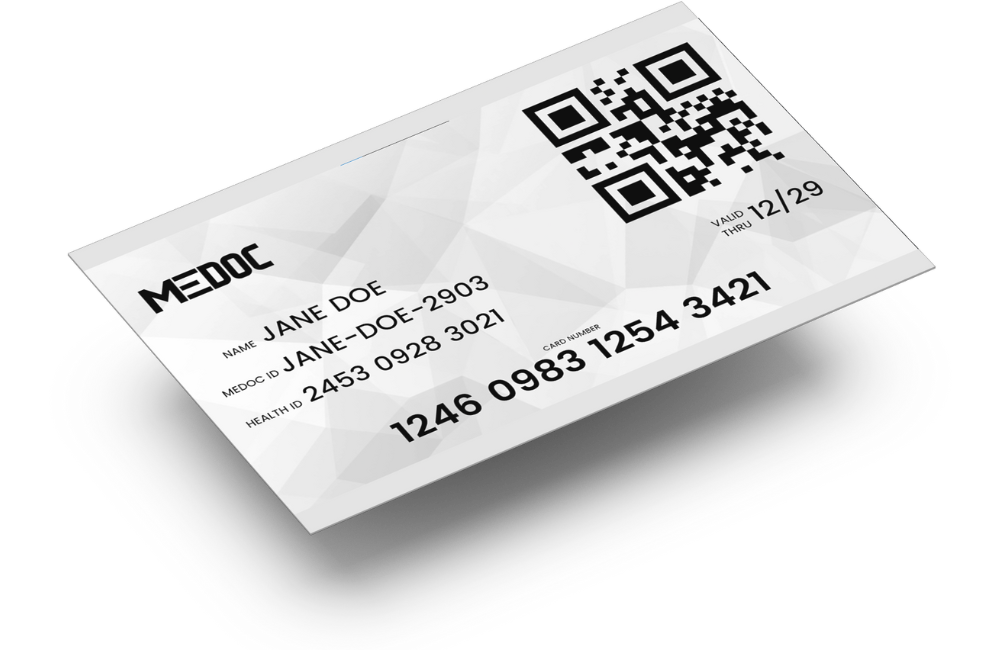 MEDOC
NAME JANE DOE
MEDOC ID JANE-DOE-2903
HEALTH ID 2453 0928 3021
CARD NUMBER
1246 0983 1254 3421
VALID THRU 12/29